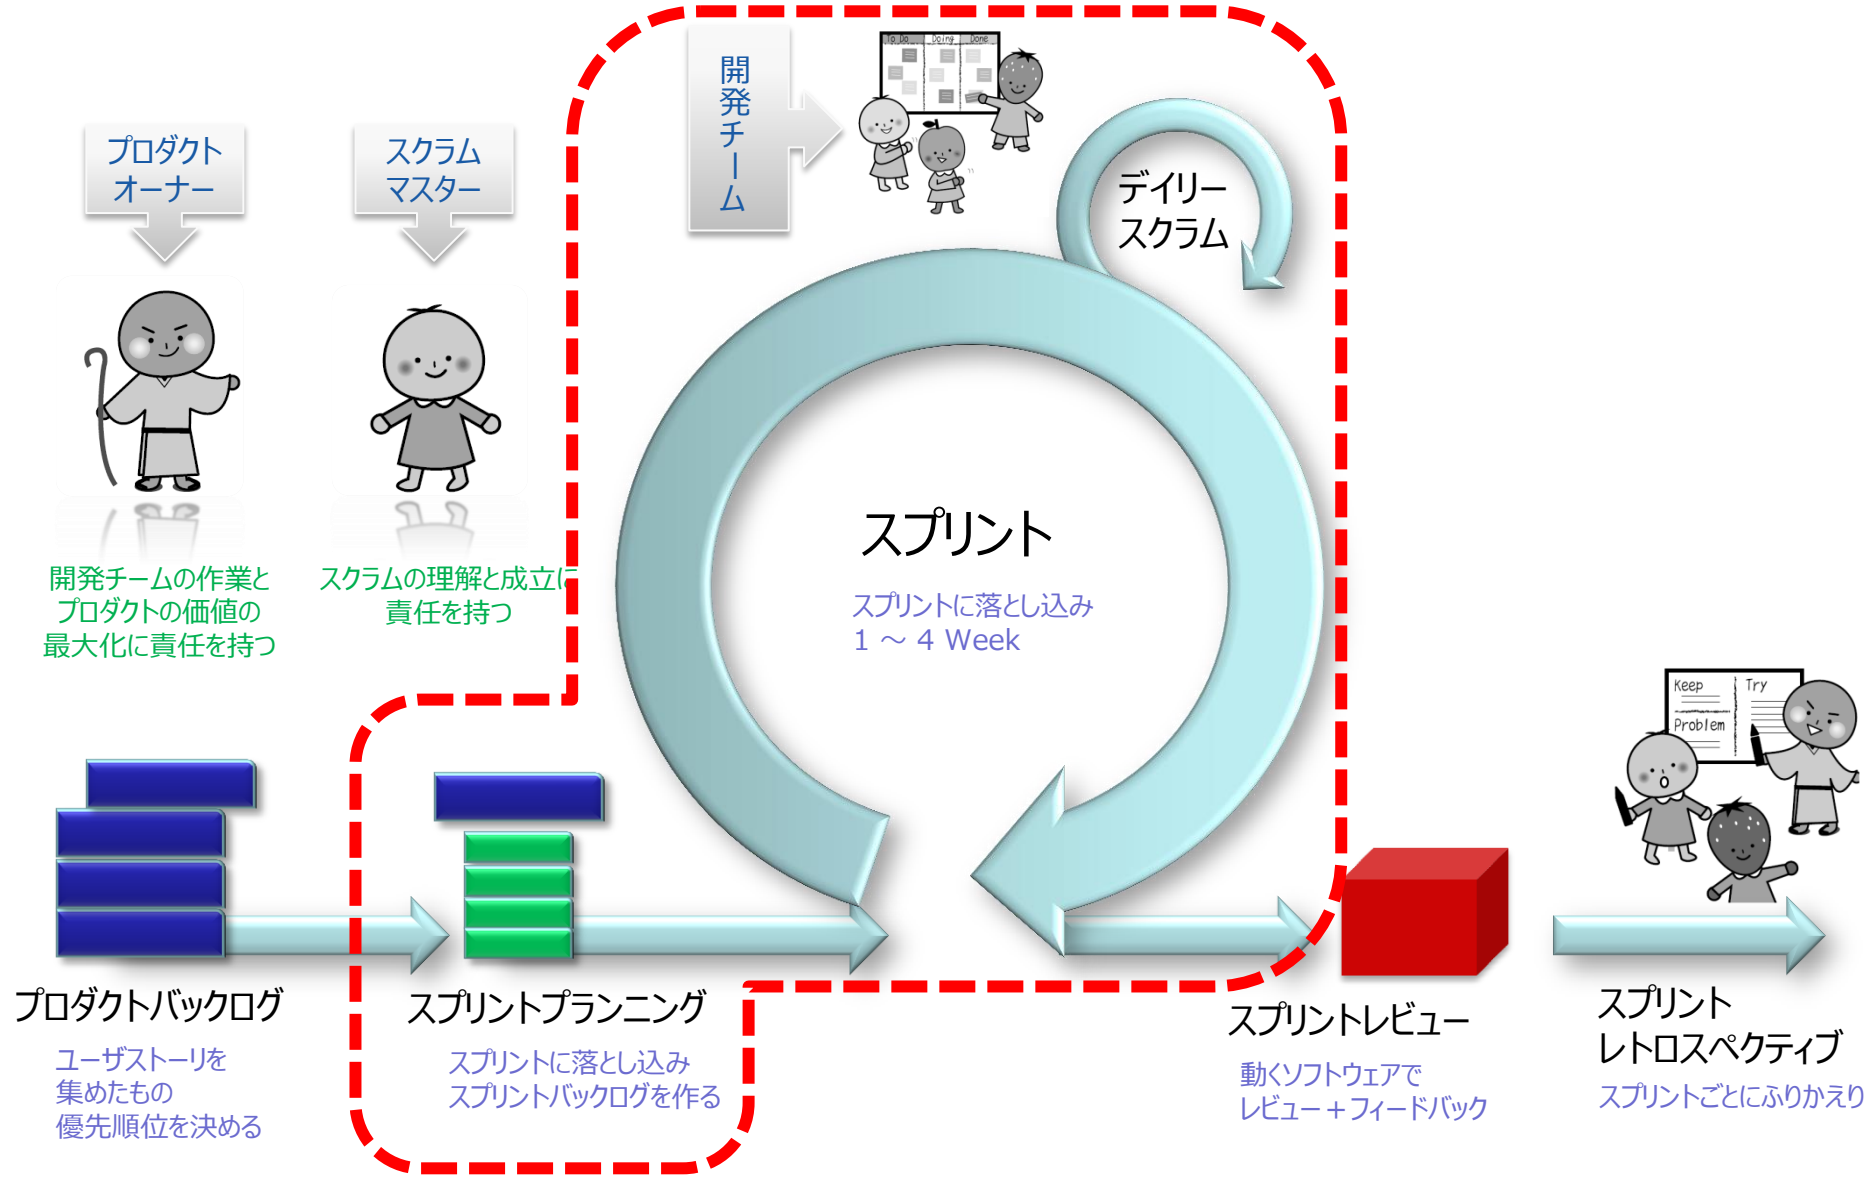 開発チーム
To Do Doing Done
プロダクト
オーナー
スクラム
マスター
デイリー
スクラム
開発チームの作業と
プロダクトの価値の
最大化に責任を持つ
スクラムの理解と成立に
責任を持つ
スプリント
スプリントに落とし込み
1 ～ 4 Week
Keep Try
Problem
プロダクトバックログ
ユーザストーリを
集めたもの
優先順位を決める
スプリントプランニング
スプリントに落とし込み
スプリントバックログを作る
スプリントレビュー
動くソフトウェアで
レビュー＋フィードバック
スプリント
レトロスペクティブ
スプリントごとにふりかえり